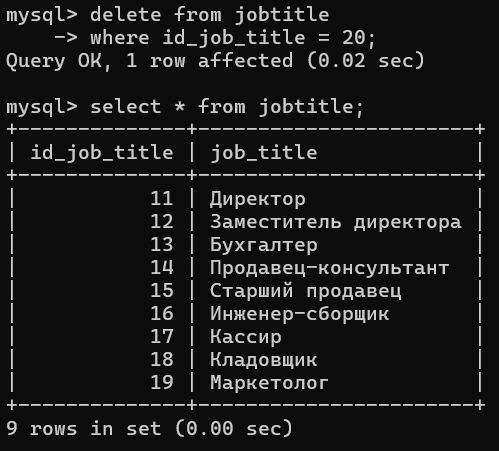 mysql> delete from jobtitle
    -> where id_job_title = 20;
Query OK, 1 row affected (0.02 sec)

mysql> select * from jobtitle;
+--------------+-----------------------+
| id_job_title | job_title             |
+--------------+-----------------------+
|           11 | Директор              |
|           12 | Заместитель директора |
|           13 | Бухгалтер             |
|           14 | Продавец-консультант  |
|           15 | Старший продавец      |
|           16 | Инженер-сборщик       |
|           17 | Кассир                |
|           18 | Кладовщик             |
|           19 | Маркетолог            |
+--------------+-----------------------+
9 rows in set (0.00 sec)